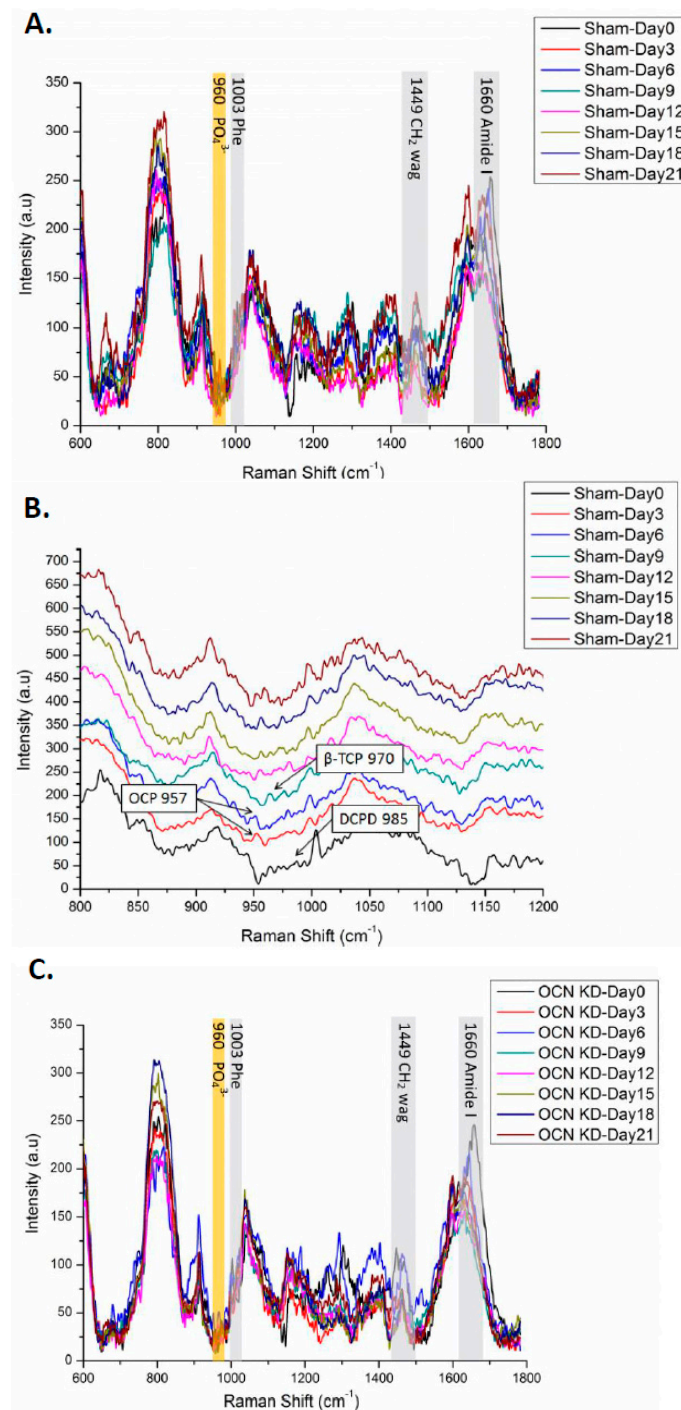 A.
Sham-Day0
Sham-Day3
Sham-Day6
Sham-Day9
Sham-Day12
Sham-Day15
Sham-Day18
Sham-Day21
960 PO₄³⁻
1003 Phe
1449 CH₂ wag
1660 Amide I
350
300
250
200
150
100
50
0
Intensity (a.u)
600 800 1000 1200 1400 1600 1800
Raman Shift (cm⁻¹)
B.
Sham-Day0
Sham-Day3
Sham-Day6
Sham-Day9
Sham-Day12
Sham-Day15
Sham-Day18
Sham-Day21
700
650
600
550
500
450
400
350
300
250
200
150
100
50
0
Intensity (a.u)
β-TCP 970
OCP 957
DCPD 985
800 850 900 950 1000 1050 1100 1150 1200
Raman Shift (cm⁻¹)
C.
OCN KD-Day0
OCN KD-Day3
OCN KD-Day6
OCN KD-Day9
OCN KD-Day12
OCN KD-Day15
OCN KD-Day18
OCN KD-Day21
960 PO₄³⁻
1003 Phe
1449 CH₂ wag
1660 Amide I
350
300
250
200
150
100
50
0
Intensity (a.u)
600 800 1000 1200 1400 1600 1800
Raman Shift (cm⁻¹)